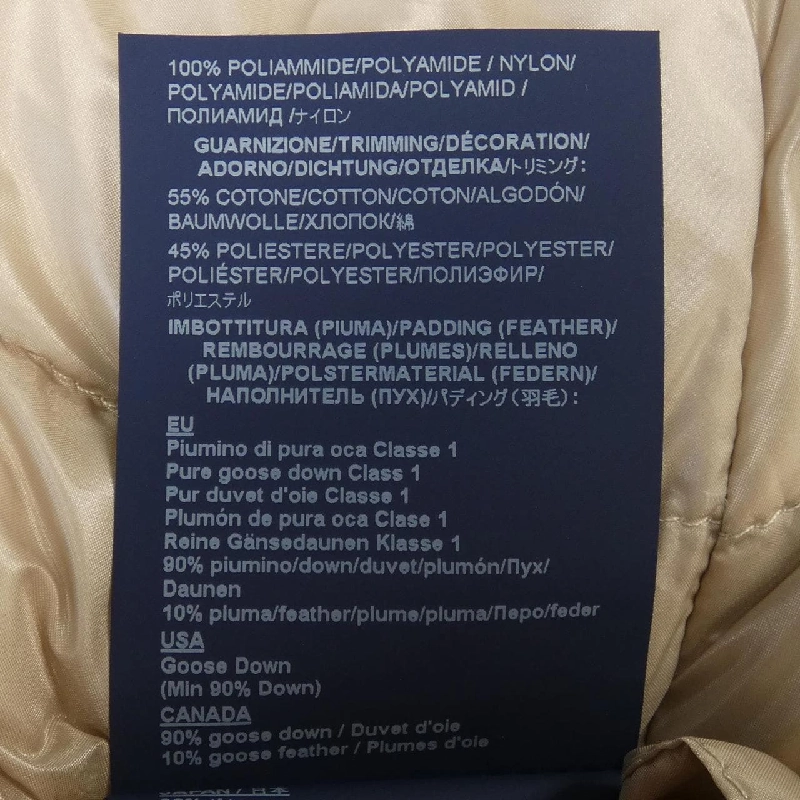 100% POLIAMMIDE/POLYAMIDE / NYLON/
POLYAMIDE/POLIAMIDA/POLYAMID /
ПОЛИАМИД /ナイロン
GUARNIZIONE/TRIMMING/DÉCORATION/
ADORNO/DICHTUNG/ОТДЕЛКА/トリミング:
55% COTONE/COTTON/COTON/ALGODÓN/
BAUMWOLLE/ХЛОПОК/綿
45% POLIESTERE/POLYESTER/POLYESTER/
POLIÉSTER/POLYESTER/ПОЛИЭФИР/
ポリエステル
IMBOTTITURA (PIUMA)/PADDING (FEATHER)/
REMBOURRAGE (PLUMES)/RELLENO
(PLUMA)/POLSTERMATERIAL (FEDERN)/
НАПОЛНИТЕЛЬ (ПУХ)/パディング(羽毛):
EU
Piumino di pura oca Classe 1
Pure goose down Class 1
Pur duvet d'oie Classe 1
Plumón de pura oca Clase 1
Reine Gänsedaunen Klasse 1
90% piumino/down/duvet/plumón/Пух/
Daunen
10% pluma/feather/plume/pluma/Перо/feder
USA
Goose Down
(Min 90% Down)
CANADA
90% goose down / Duvet d'oie
10% goose feather / Plumes d'oie
JAPAN / 日本